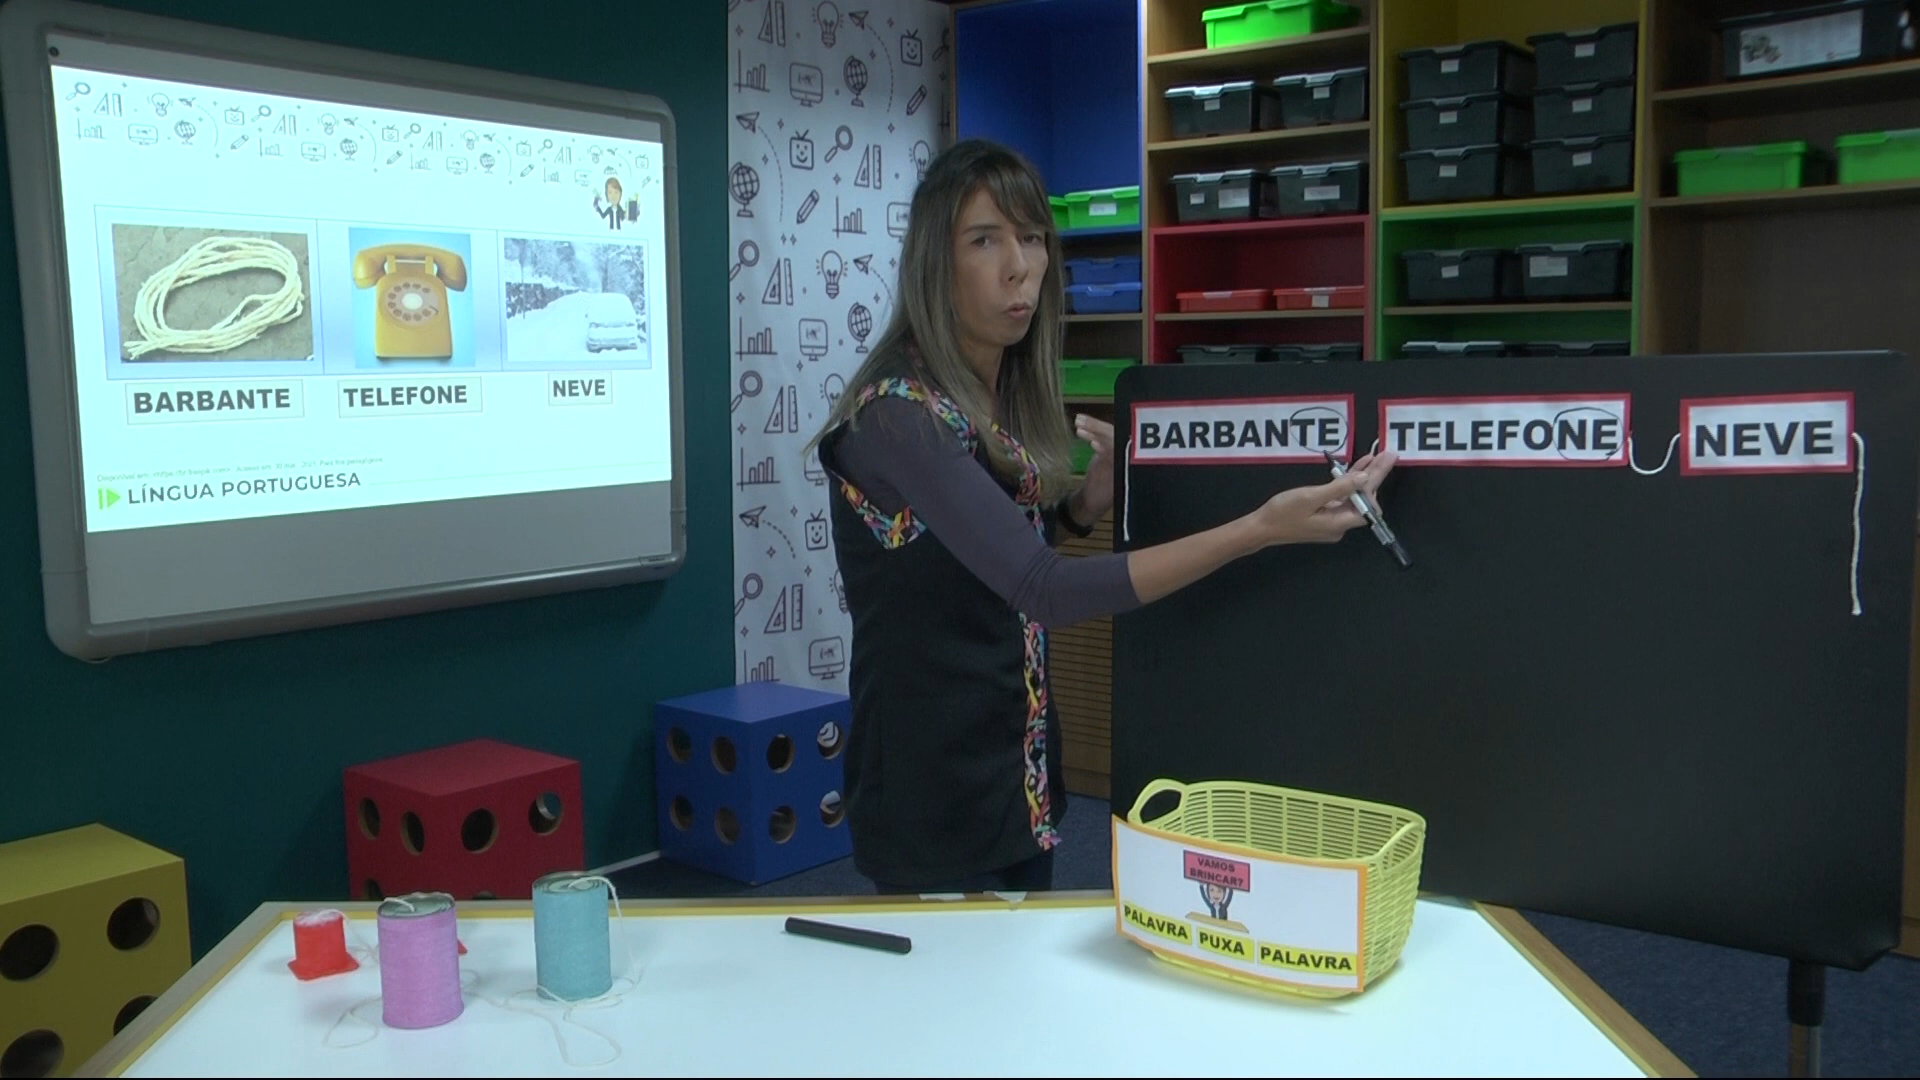 BARBANTE TELEFONE NEVE
LÍNGUA PORTUGUESA
BARBANTE TELEFONE NEVE
VAMOS
BRINCAR?
PALAVRA PUXA PALAVRA